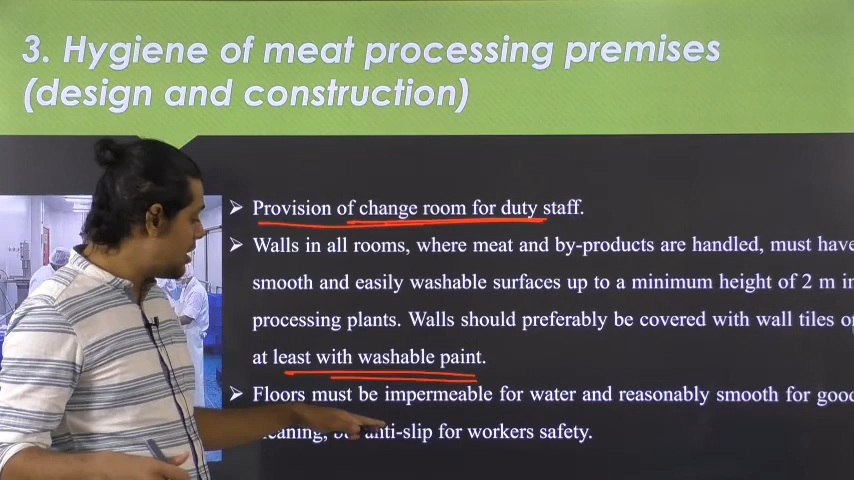 3. Hygiene of meat processing premises
(design and construction)
➢ Provision of change room for duty staff.
➢ Walls in all rooms, where meat and by-products are handled, must have
smooth and easily washable surfaces up to a minimum height of 2 m in
processing plants. Walls should preferably be covered with wall tiles or
at least with washable paint.
➢ Floors must be impermeable for water and reasonably smooth for good
anti-slip for workers safety.